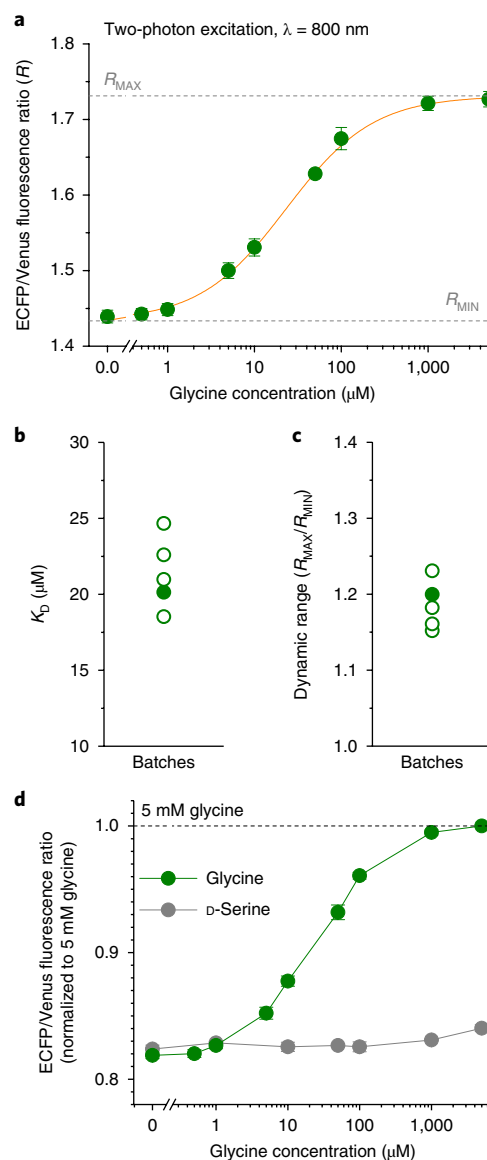 a
Two-photon excitation, λ = 800 nm
ECFP/Venus fluorescence ratio (R)
1.8
1.7
1.6
1.5
1.4
R_MAX
R_MIN
0.0
1
10
100
1,000
Glycine concentration (μM)
b
K_D (μM)
30
25
20
15
10
Batches
c
Dynamic range (R_MAX/R_MIN)
1.4
1.3
1.2
1.1
1.0
Batches
d
ECFP/Venus fluorescence ratio
(normalized to 5 mM glycine)
5 mM glycine
1.0
0.9
0.8
Glycine
D-Serine
0
1
10
100
1,000
Glycine concentration (μM)